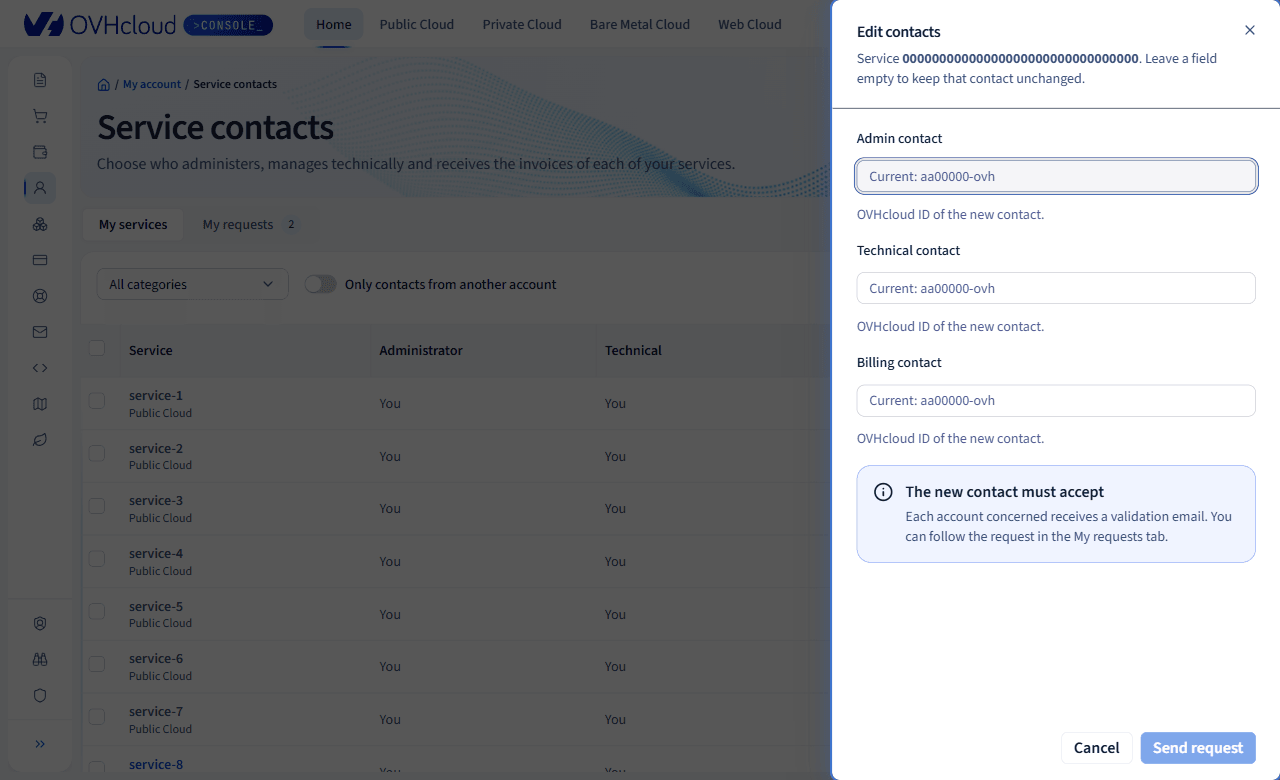 OVHcloud >CONSOLE_
Home Public Cloud Private Cloud Bare Metal Cloud Web Cloud
/ My account / Service contacts
Service contacts
Choose who administers, manages technically and receives the invoices of each of your services.
My services My requests 2
All categories Only contacts from another account
Service Administrator Technical
service-1
Public Cloud You You
service-2
Public Cloud You You
service-3
Public Cloud You You
service-4
Public Cloud You You
service-5
Public Cloud You You
service-6
Public Cloud You You
service-7
Public Cloud You You
service-8
You You
Edit contacts
Service 00000000000000000000000000000000. Leave a field
empty to keep that contact unchanged.
Admin contact
Current: aa00000-ovh
OVHcloud ID of the new contact.
Technical contact
Current: aa00000-ovh
OVHcloud ID of the new contact.
Billing contact
Current: aa00000-ovh
OVHcloud ID of the new contact.
The new contact must accept
Each account concerned receives a validation email. You
can follow the request in the My requests tab.
Cancel Send request